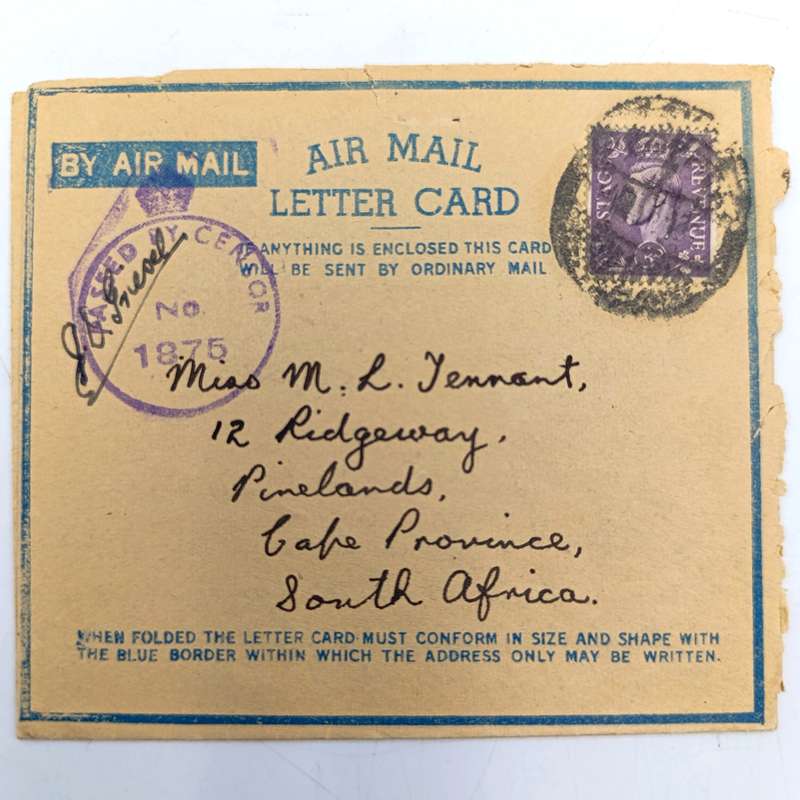 BY AIR MAIL
AIR MAIL
LETTER CARD
IF ANYTHING IS ENCLOSED THIS CARD
WILL BE SENT BY ORDINARY MAIL
REVENUE
POSTAGE
PASSED BY CENSOR
No
1875
Miss M. L. Tennant,
12 Ridgeway,
Pinelands,
Cape Province,
South Africa.
WHEN FOLDED THE LETTER CARD MUST CONFORM IN SIZE AND SHAPE WITH
THE BLUE BORDER WITHIN WHICH THE ADDRESS ONLY MAY BE WRITTEN.